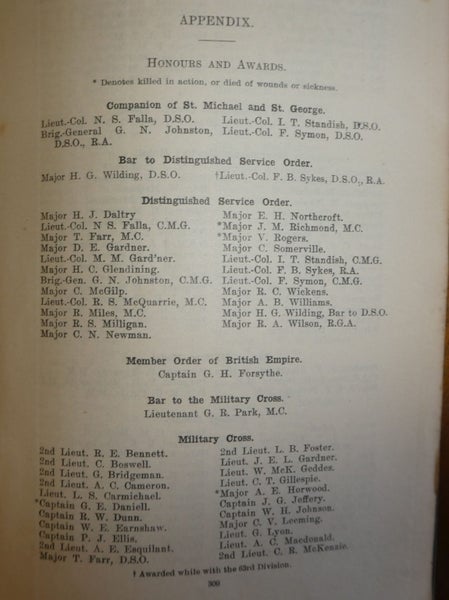 APPENDIX.
HONOURS AND AWARDS.
* Denotes killed in action, or died of wounds or sickness.
Companion of St. Michael and St. George.
Lieut.-Col. N. S. Falla, D.S.O.
Brig.-General G. N. Johnston, D.S.O., R.A.
Lieut.-Col. I. T. Standish, D.S.O.
Lieut.-Col. F. Symon, D.S.O.
Bar to Distinguished Service Order.
Major H. G. Wilding, D.S.O.
†Lieut.-Col. F. B. Sykes, D.S.O., R.A.
Distinguished Service Order.
Major H. J. Daltry
Lieut.-Col. N S. Falla, C.M.G.
Major T. Farr, M.C.
Major D. E. Gardner.
Lieut.-Col. M. M. Gard'ner.
Major H. C. Glendining.
Brig.-Gen. G. N. Johnston, C.M.G.
Major C. McGilp.
Lieut.-Col. R. S. McQuarrie, M.C.
Major R. Miles, M.C.
Major R. S. Milligan.
Major C. N. Newman.
Major E. H. Northcroft.
*Major J. M. Richmond, M.C.
*Major V. Rogers.
Major C. Somerville.
Lieut.-Col. I. T. Standish, C.M.G.
Lieut.-Col. F. B. Sykes, R.A.
Lieut.-Col. F. Symon, C.M.G.
Major R. C. Wickens.
Major A. B. Williams.
Major H. G. Wilding, Bar to D.S.O.
Major R. A. Wilson, R.G.A.
Member Order of British Empire.
Captain G. H. Forsythe.
Bar to the Military Cross.
Lieutenant G. R. Park, M.C.
Military Cross.
2nd Lieut. R. E. Bennett.
2nd Lieut. C. Boswell.
2nd Lieut. G. Bridgeman.
2nd Lieut. A. C. Cameron.
Lieut. L. S. Carmichael.
*Captain G. E. Daniell.
Captain R. W. Dunn.
Captain W. E. Earnshaw.
Captain P. J. Ellis.
2nd Lieut. A. E. Esquilant.
Major T. Farr, D.S.O.
2nd Lieut. L. B. Foster.
Lieut. J. E. L. Gardner.
Lieut. W. McK. Geddes.
Lieut. C. T. Gillespie.
*Major A. E. Horwood.
Captain J. G. Jeffery.
Captain W. H. Johnson.
Major C. V. Leeming.
Lieut. G. Lyon.
Lieut. A. C. Macdonald.
2nd Lieut. C. R. McKenzie.
† Awarded while with the 63rd Division.
309